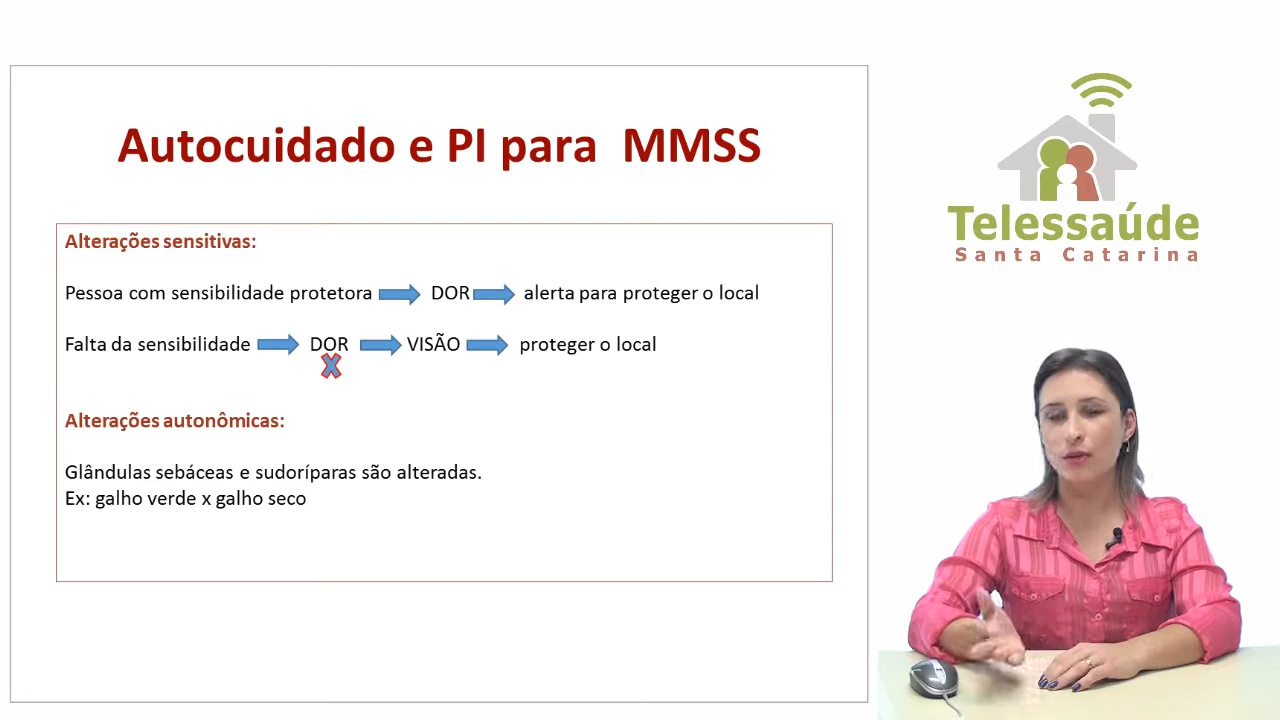 Autocuidado e PI para MMSS
Alterações sensitivas:
Pessoa com sensibilidade protetora DOR alerta para proteger o local
Falta da sensibilidade DOR VISÃO proteger o local
X
Alterações autonômicas:
Glândulas sebáceas e sudoríparas são alteradas.
Ex: galho verde x galho seco
Telessaúde
Santa Catarina